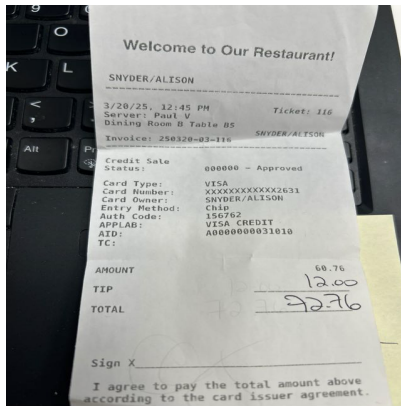 9
O
K
L
<
,
Alt
Welcome to Our Restaurant!
SNYDER/ALISON
3/20/25, 12:45 PM Ticket: 116
Server: Paul V
Dining Room B Table B5
SNYDER/ALISON
Invoice: 250320-03-116
Credit Sale
Status: 000000 - Approved
Card Type: VISA
Card Number: XXXXXXXXXXXX2631
Card Owner: SNYDER/ALISON
Entry Method: Chip
Auth Code: 156762
APPLAB: VISA CREDIT
AID: A0000000031010
TC:
AMOUNT 60.76
TIP 12.00
TOTAL 72.76
Sign X
I agree to pay the total amount above
according to the card issuer agreement.